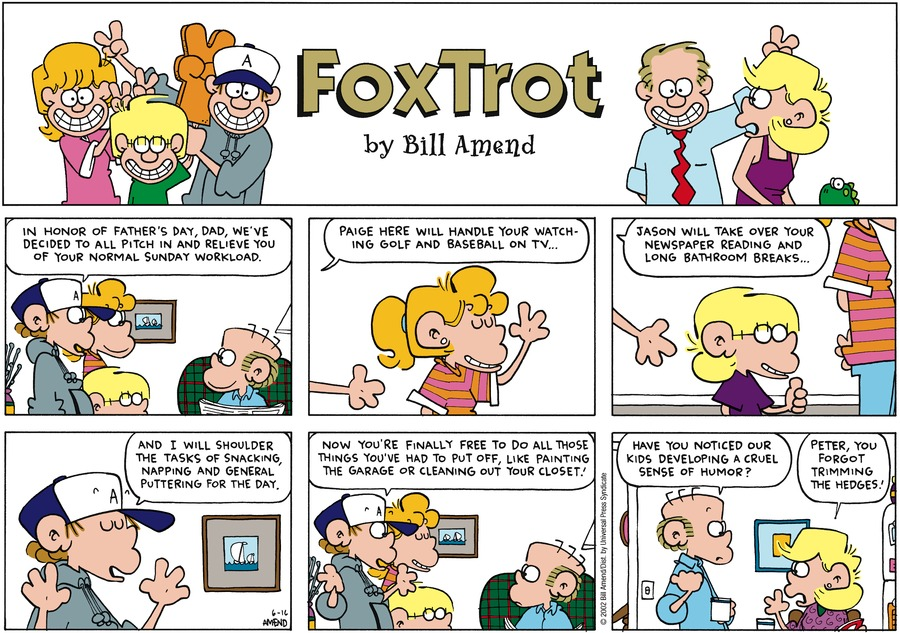 FoxTrot
by Bill Amend
A
IN HONOR OF FATHER'S DAY, DAD, WE'VE
DECIDED TO ALL PITCH IN AND RELIEVE YOU
OF YOUR NORMAL SUNDAY WORKLOAD.
A
PAIGE HERE WILL HANDLE YOUR WATCH-
ING GOLF AND BASEBALL ON TV...
JASON WILL TAKE OVER YOUR
NEWSPAPER READING AND
LONG BATHROOM BREAKS...
AND I WILL SHOULDER
THE TASKS OF SNACKING,
NAPPING AND GENERAL
PUTTERING FOR THE DAY.
A
6-16
AMEND
NOW YOU'RE FINALLY FREE TO DO ALL THOSE
THINGS YOU'VE HAD TO PUT OFF, LIKE PAINTING
THE GARAGE OR CLEANING OUT YOUR CLOSET!
A
© 2002 Bill Amend/Dist. by Universal Press Syndicate
HAVE YOU NOTICED OUR
KIDS DEVELOPING A CRUEL
SENSE OF HUMOR?
PETER, YOU
FORGOT
TRIMMING
THE HEDGES!